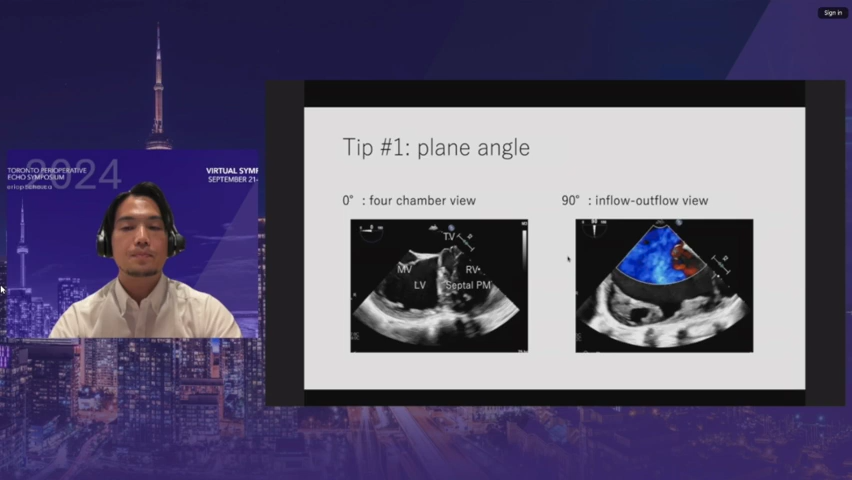 Sign in
TORONTO PERIOPERATIVE
ECHO SYMPOSIUM
2024
VIRTUAL SYMP
SEPTEMBER 21-
Tip #1: plane angle
0° : four chamber view
90° : inflow-outflow view
TV
MV
RV
LV
Septal PM